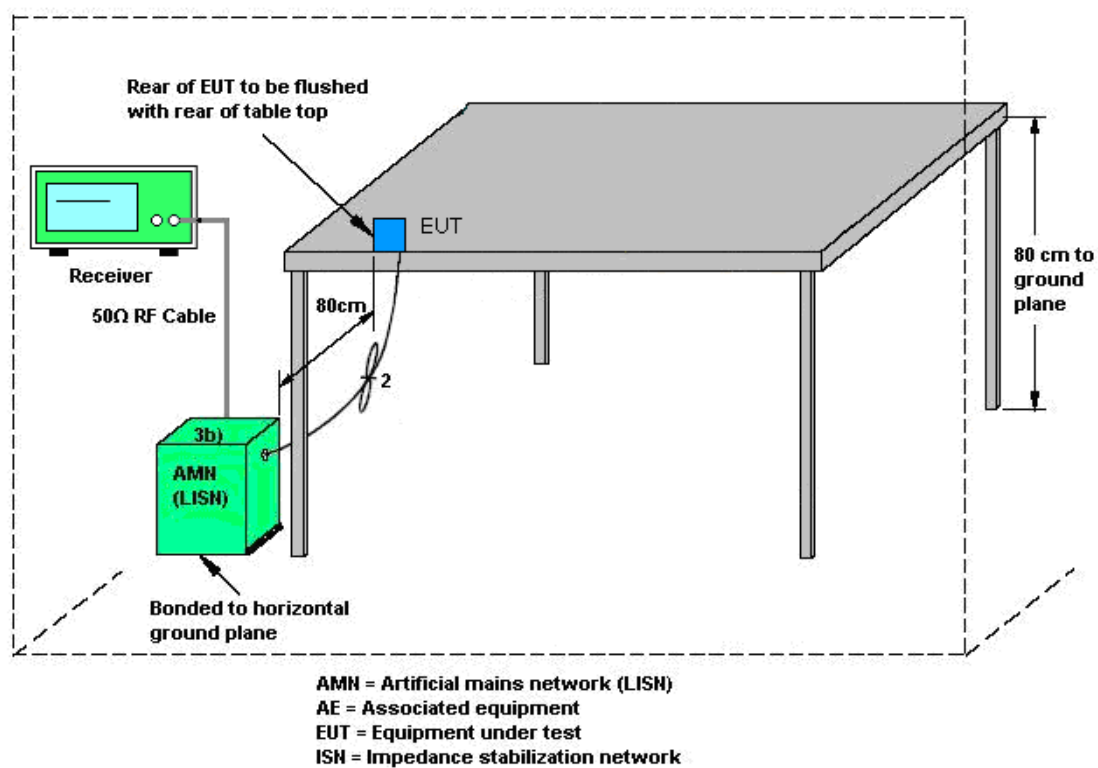 Rear of EUT to be flushed
with rear of table top
EUT
Receiver
50Ω RF Cable
80cm
80 cm to
ground
plane
2
3b)
AMN
(LISN)
Bonded to horizontal
ground plane
AMN = Artificial mains network (LISN)
AE = Associated equipment
EUT = Equipment under test
ISN = Impedance stabilization network